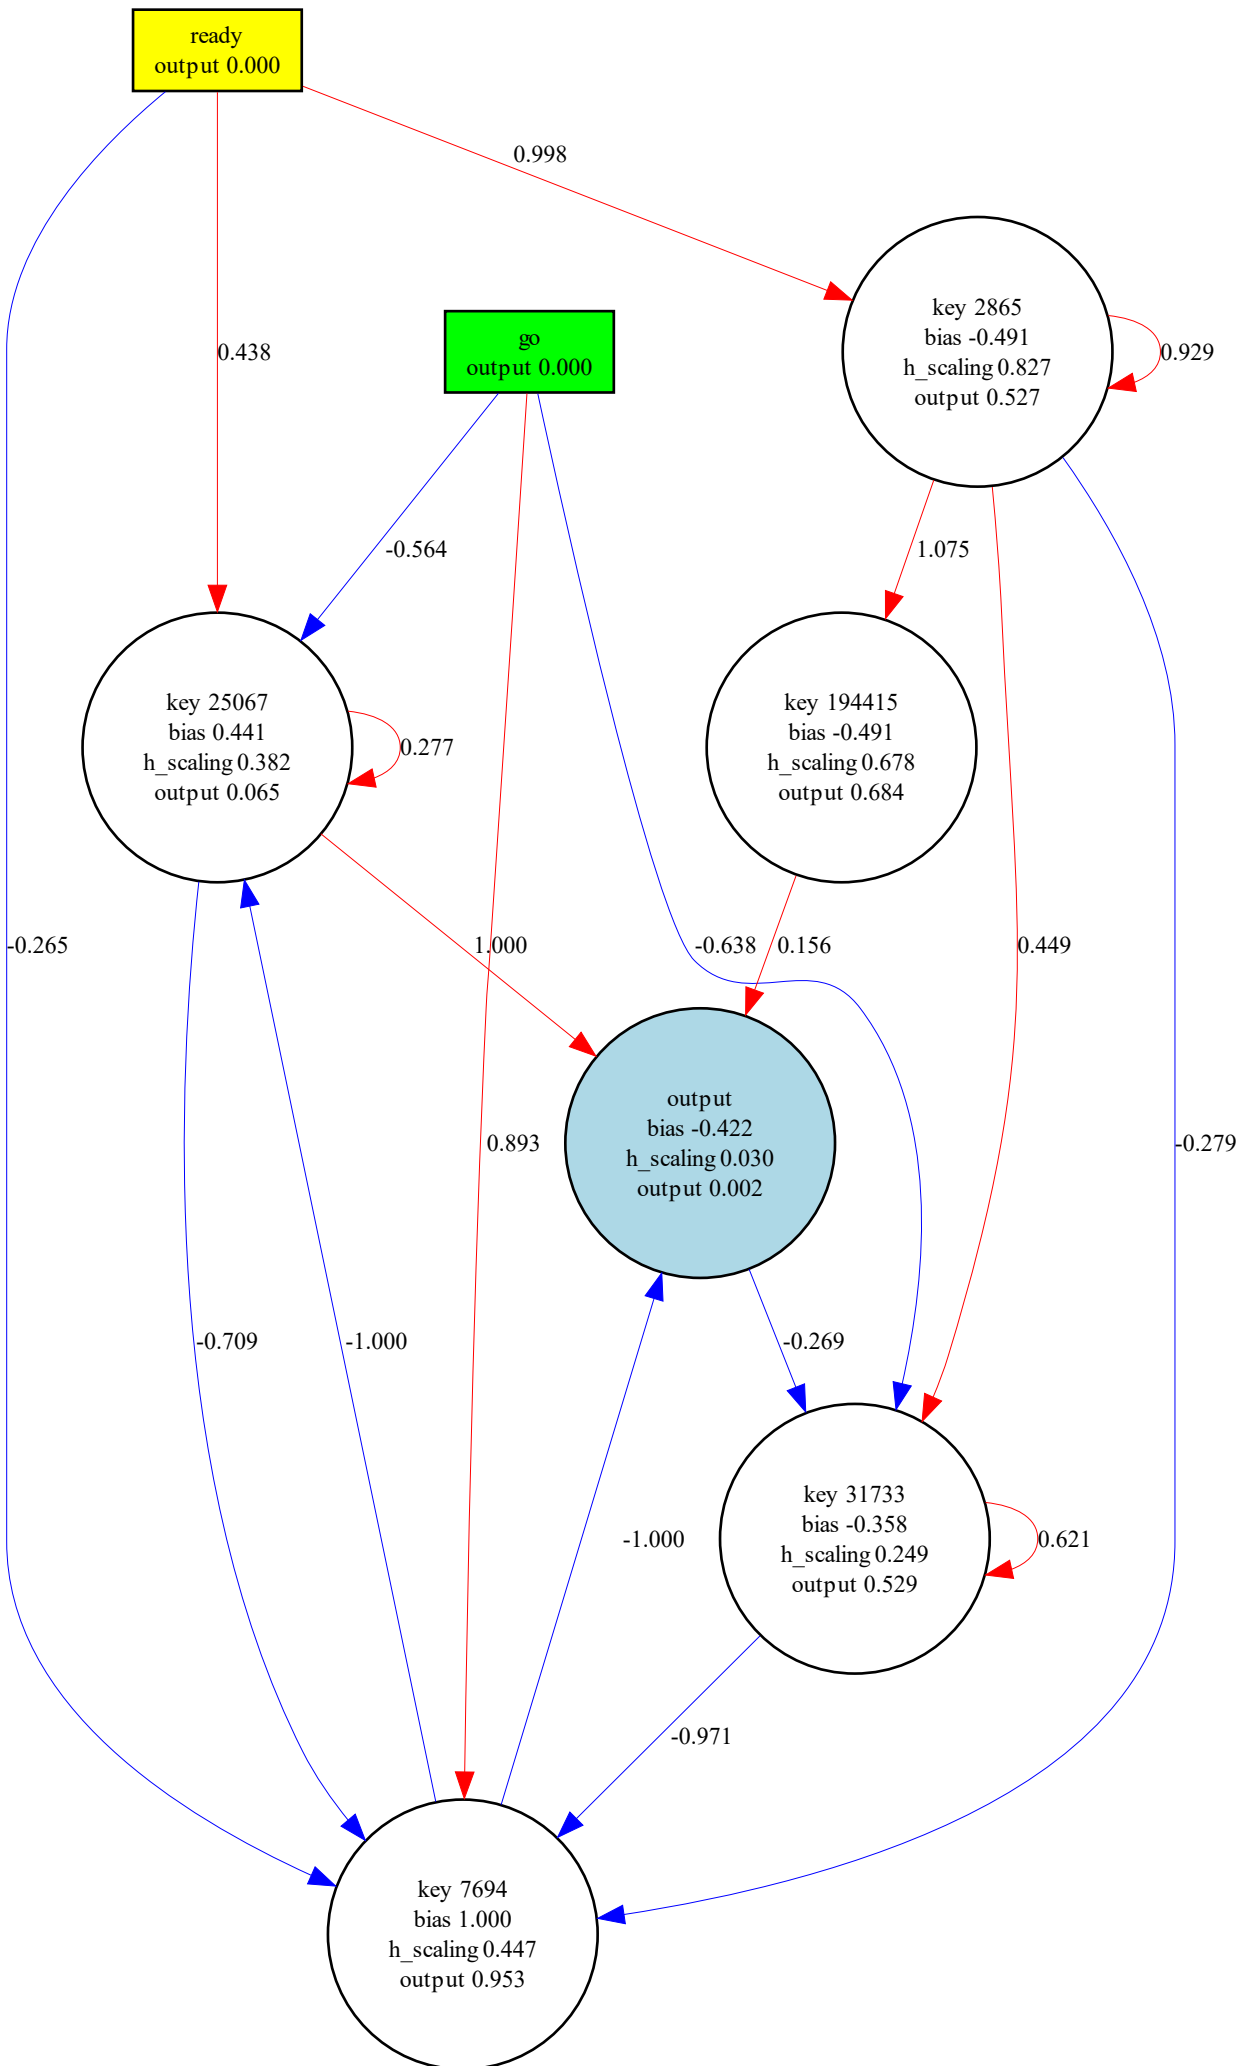 ready
output 0.000
0.998
go
output 0.000
key 2865
bias -0.491
h_scaling 0.827
output 0.527
0.438
0.929
-0.564
1.075
key 25067
bias 0.441
h_scaling 0.382
output 0.065
0.277
key 194415
bias -0.491
h_scaling 0.678
output 0.684
-0.265
1.000
-0.638
0.156
0.449
output
bias -0.422
h_scaling 0.030
output 0.002
0.893
-0.279
-0.709
-1.000
-0.269
-1.000
key 31733
bias -0.358
h_scaling 0.249
output 0.529
0.621
-0.971
key 7694
bias 1.000
h_scaling 0.447
output 0.953